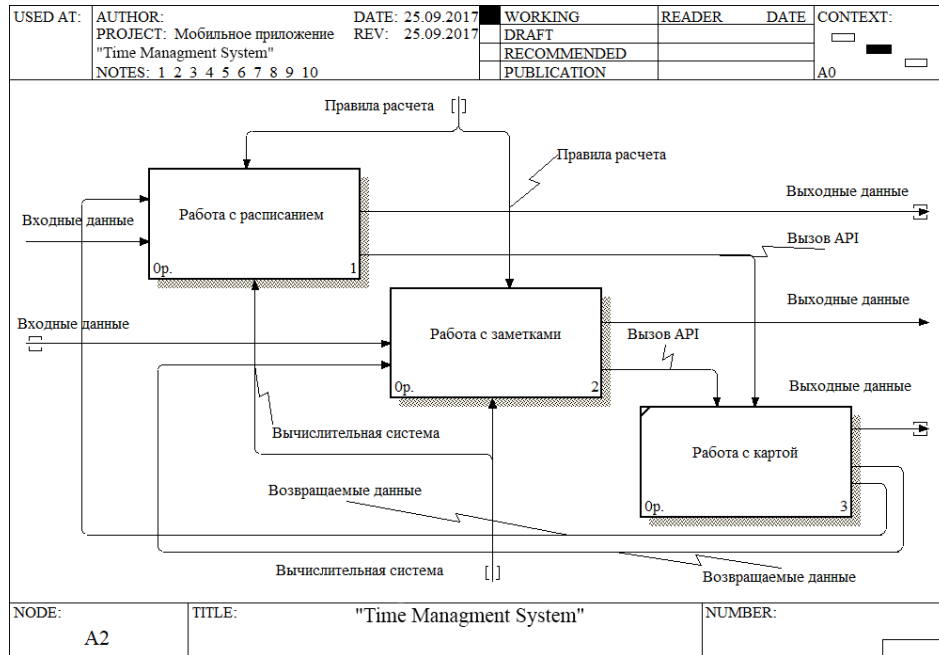 USED AT:
AUTHOR:
DATE: 25.09.2017
PROJECT: Мобильное приложение
REV: 25.09.2017
"Time Managment System"
NOTES: 1 2 3 4 5 6 7 8 9 10
WORKING
DRAFT
RECOMMENDED
PUBLICATION
READER
DATE
CONTEXT:
A0
Правила расчета
Правила расчета
Работа с расписанием
0р.
1
Входные данные
Выходные данные
Вызов API
Входные данные
Работа с заметками
0р.
2
Выходные данные
Вызов API
Выходные данные
Работа с картой
0р.
3
Вычислительная система
Возвращаемые данные
Вычислительная система
Возвращаемые данные
NODE:
A2
TITLE:
"Time Managment System"
NUMBER: